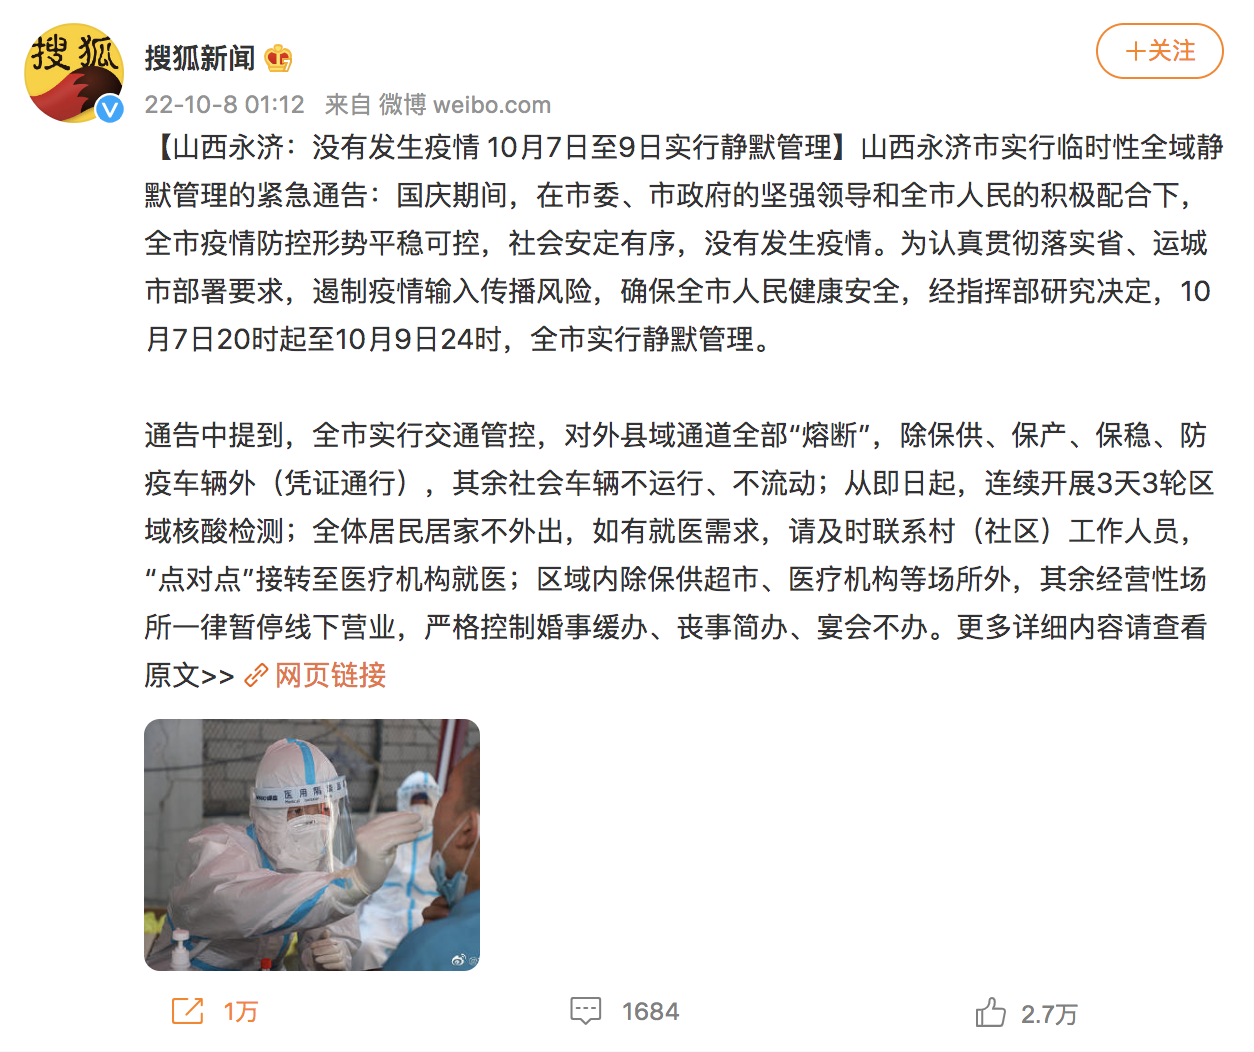 搜狐
搜狐新闻
+关注
22-10-8 01:12 来自 微博 weibo.com
【山西永济：没有发生疫情 10月7日至9日实行静默管理】山西永济市实行临时性全域静
默管理的紧急通告：国庆期间，在市委、市政府的坚强领导和全市人民的积极配合下，
全市疫情防控形势平稳可控，社会安定有序，没有发生疫情。为认真贯彻落实省、运城
市部署要求，遏制疫情输入传播风险，确保全市人民健康安全，经指挥部研究决定，10
月7日20时起至10月9日24时，全市实行静默管理。
通告中提到，全市实行交通管控，对外县域通道全部“熔断”，除保供、保产、保稳、防
疫车辆外（凭证通行），其余社会车辆不运行、不流动；从即日起，连续开展3天3轮区
域核酸检测；全体居民居家不外出，如有就医需求，请及时联系村（社区）工作人员，
“点对点”接转至医疗机构就医；区域内除保供超市、医疗机构等场所外，其余经营性场
所一律暂停线下营业，严格控制婚事缓办、丧事简办、宴会不办。更多详细内容请查看
原文>> 网页链接
医用隔
1万
1684
2.7万